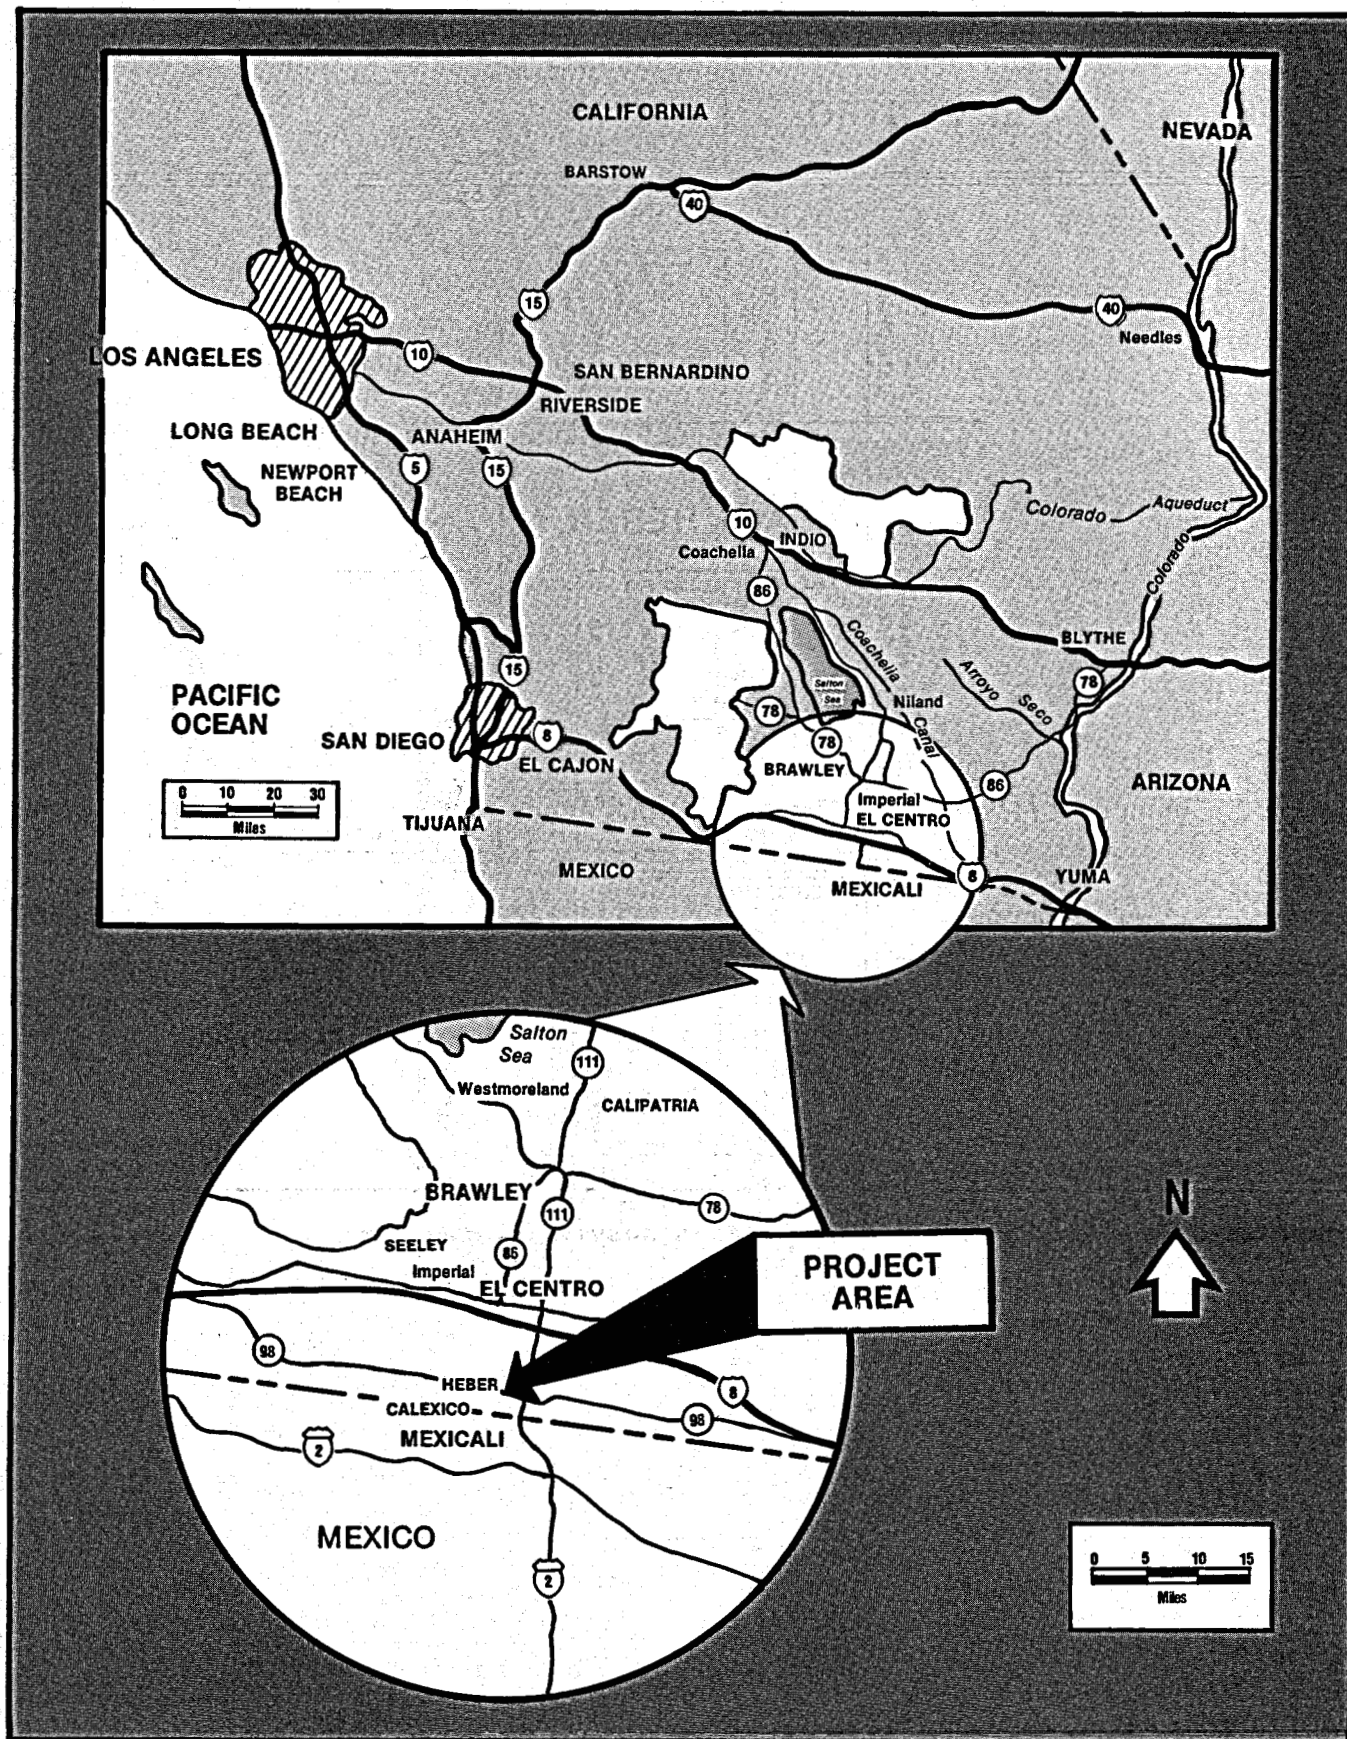 CALIFORNIA
NEVADA
BARSTOW
40
15
40
Needles
LOS ANGELES
10
SAN BERNARDINO
RIVERSIDE
LONG BEACH
ANAHEIM
NEWPORT
BEACH
5
15
10
INDIO
Coachella
Colorado
Aqueduct
Colorado
86
Coachella
Canal
BLYTHE
Arroyo
Seco
78
15
PACIFIC
OCEAN
Salton
Sea
Niland
78
78
SAN DIEGO
8
EL CAJON
BRAWLEY
86
ARIZONA
0 10 20 30
Miles
Imperial
EL CENTRO
TIJUANA
MEXICO
MEXICALI
8
YUMA
Salton
Sea
111
Westmoreland
CALIPATRIA
BRAWLEY
111
78
SEELEY
86
Imperial
EL CENTRO
PROJECT
AREA
N
98
HEBER
8
CALEXICO
98
MEXICALI
2
MEXICO
2
0 5 10 15
Miles